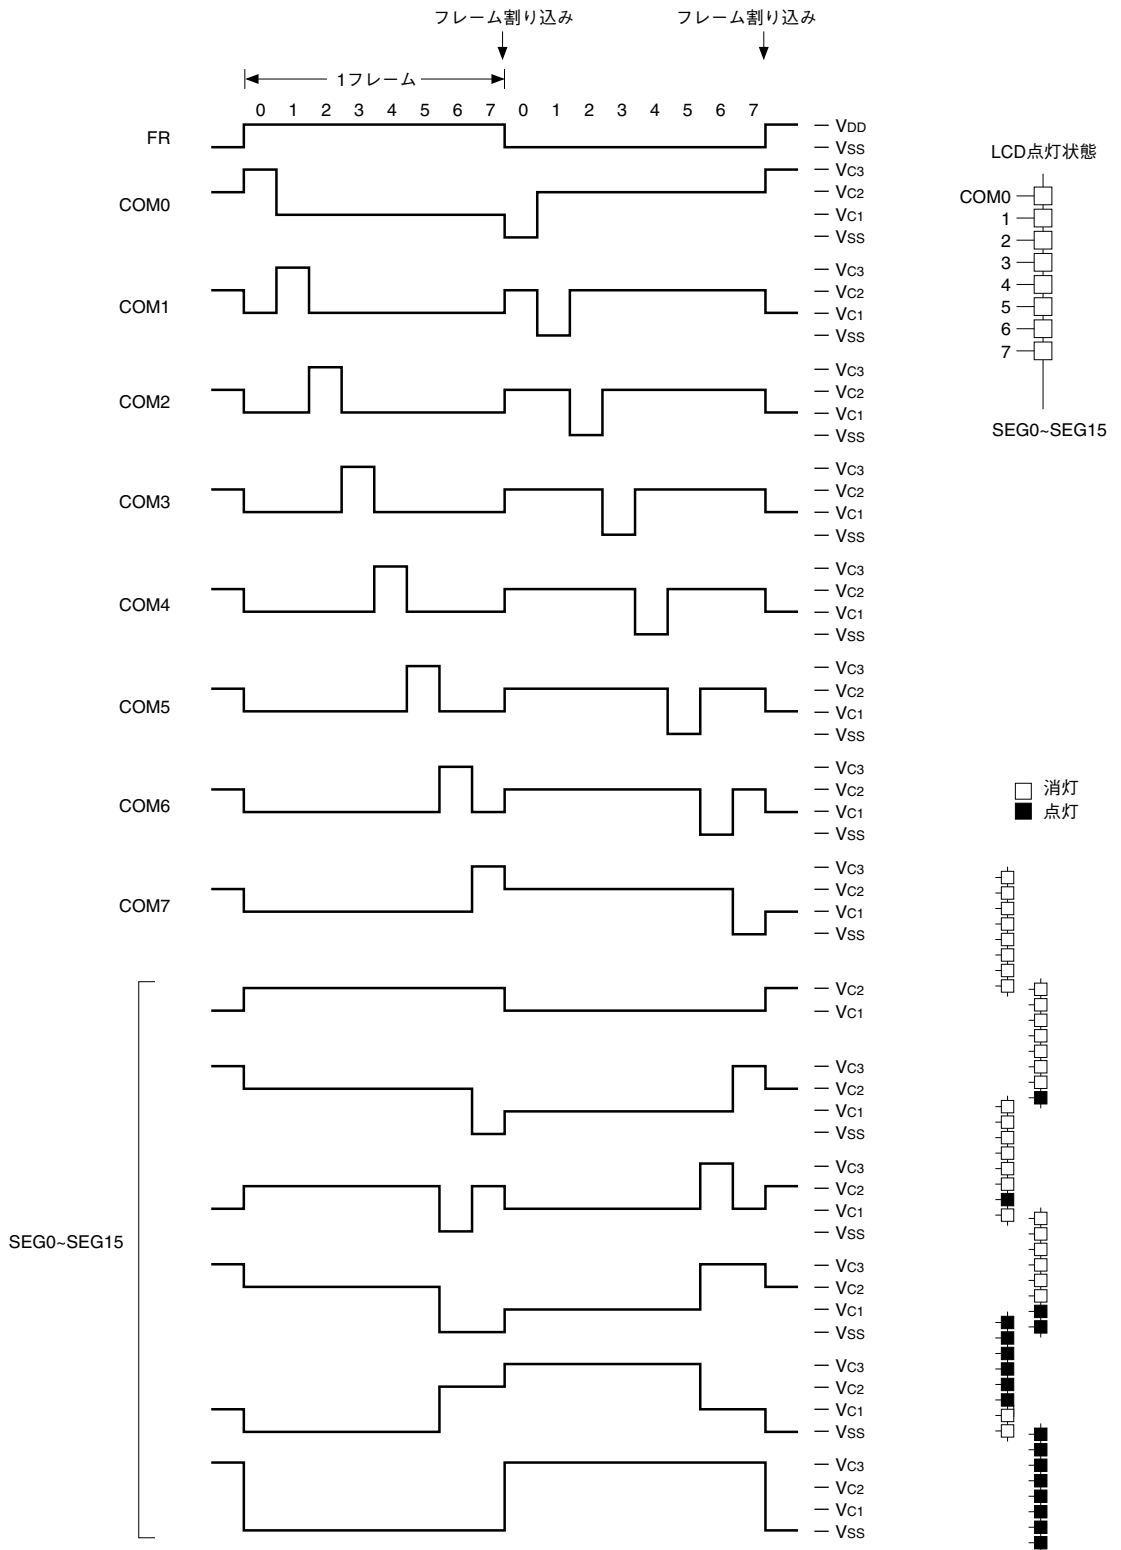 フレーム割り込み フレーム割り込み
1フレーム
0 1 2 3 4 5 6 7 0 1 2 3 4 5 6 7
FR
VDD
VSS
COM0
VC3
VC2
VC1
VSS
COM1
VC3
VC2
VC1
VSS
COM2
VC3
VC2
VC1
VSS
COM3
VC3
VC2
VC1
VSS
COM4
VC3
VC2
VC1
VSS
COM5
VC3
VC2
VC1
VSS
COM6
VC3
VC2
VC1
VSS
COM7
VC3
VC2
VC1
VSS
SEG0~SEG15
VC2
VC1
VC3
VC2
VC1
VSS
VC3
VC2
VC1
VSS
VC3
VC2
VC1
VSS
VC3
VC2
VC1
VSS
VC3
VC2
VC1
VSS
LCD点灯状態
COM0
1
2
3
4
5
6
7
SEG0~SEG15
消灯
点灯